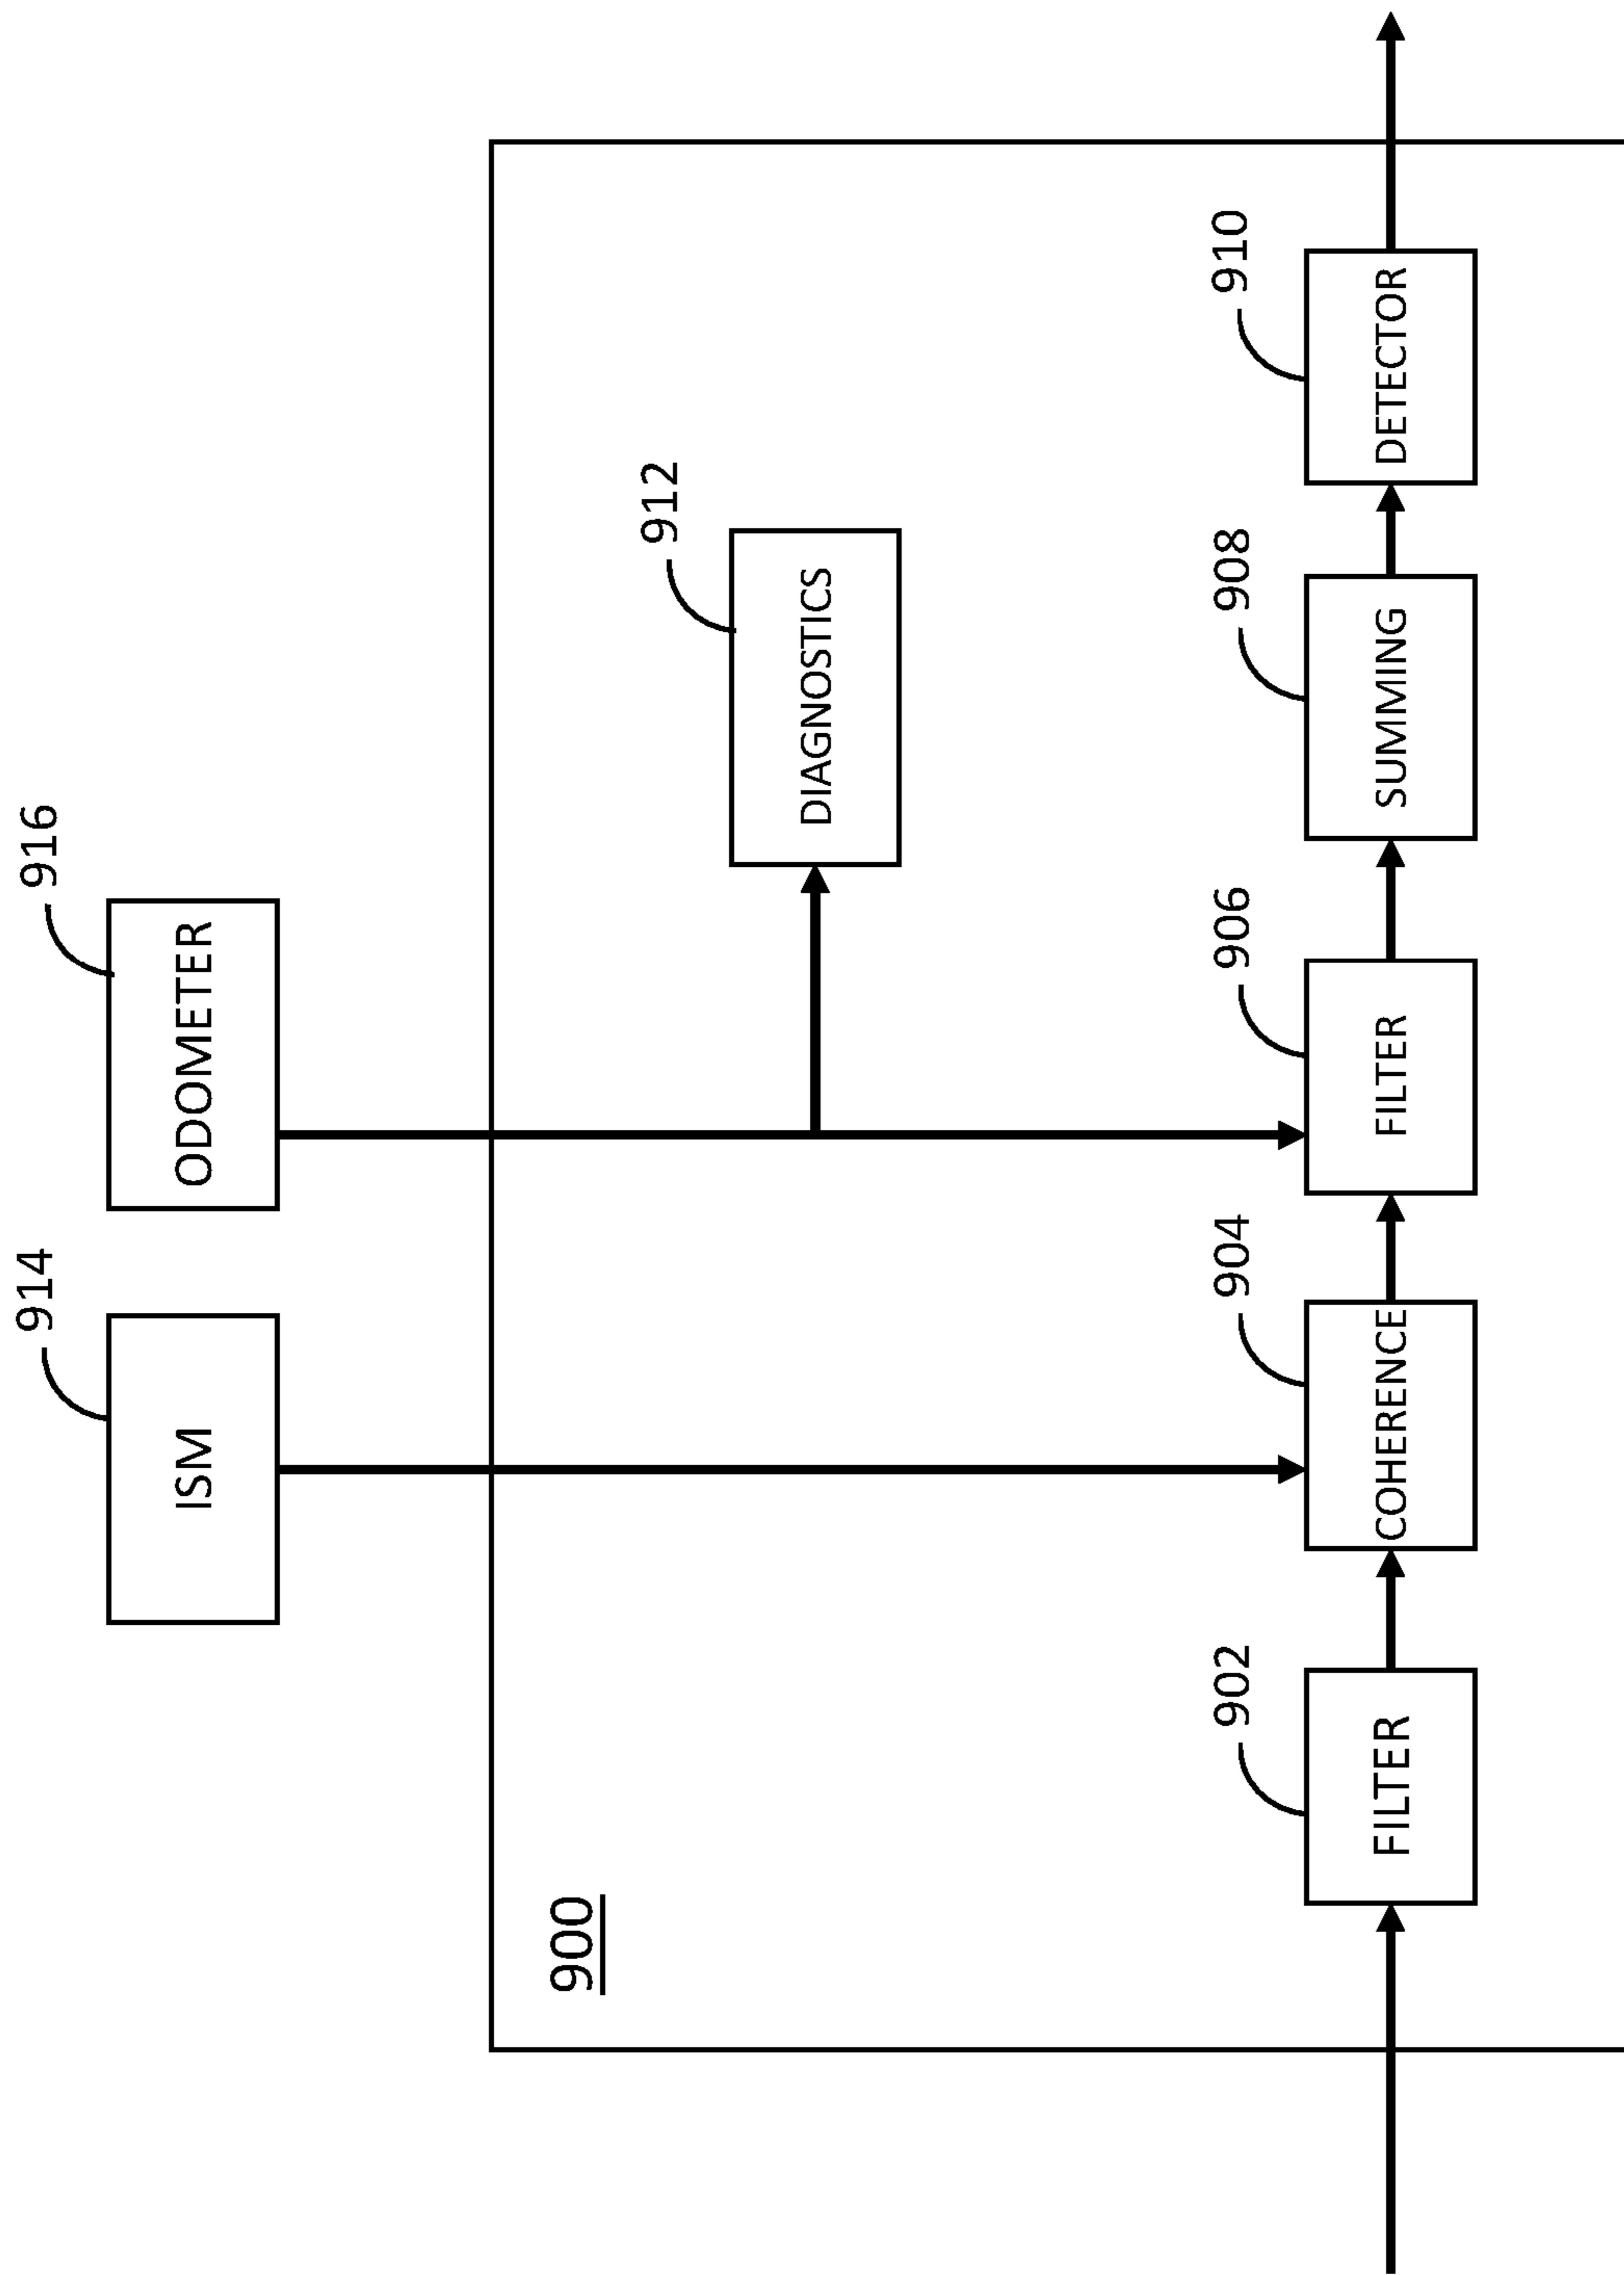 914
916
ISM
ODOMETER
900
912
DIAGNOSTICS
902
904
906
908
910
FILTER
COHERENCE
FILTER
SUMMING
DETECTOR